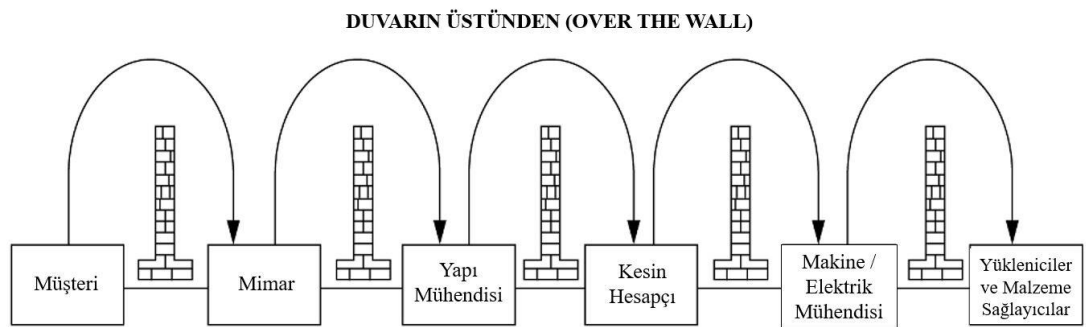 DUVARIN ÜSTÜNDEN (OVER THE WALL)
Müşteri
Mimar
Yapı
Mühendisi
Kesin
Hesapçı
Makine /
Elektrik
Mühendisi
Yükleniciler
ve Malzeme
Sağlayıcılar